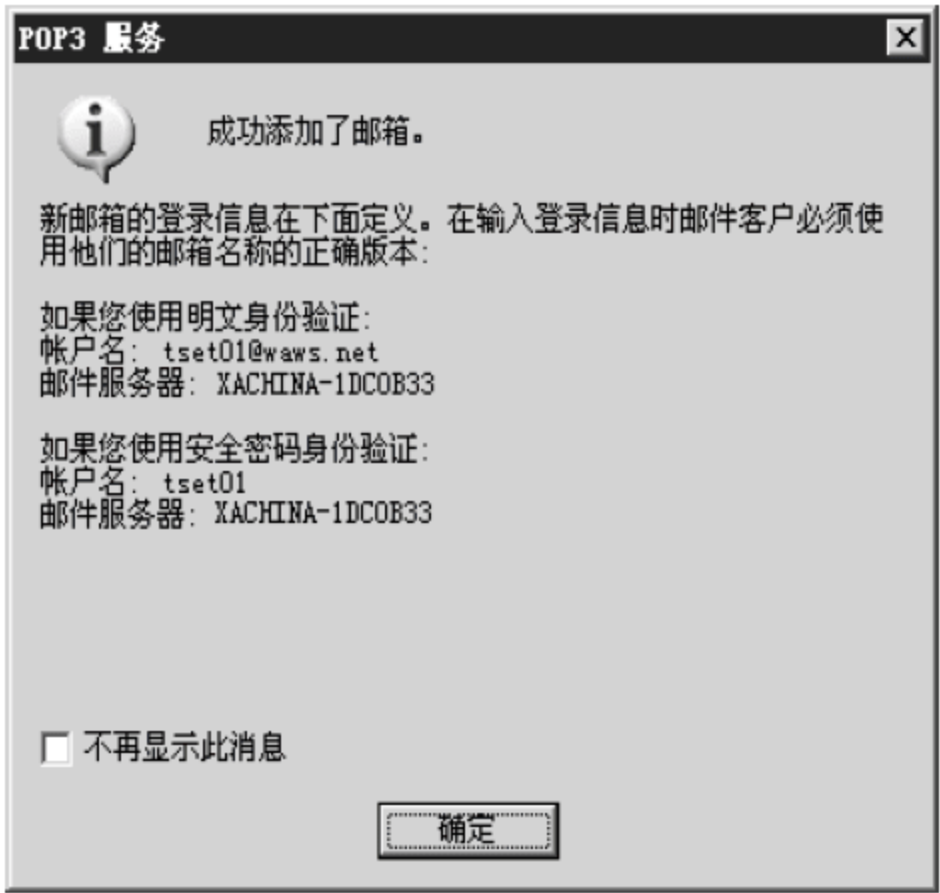 POP3 服务
成功添加了邮箱。
新邮箱的登录信息在下面定义。在输入登录信息时邮件客户必须使
用他们的邮箱名称的正确版本:
如果您使用明文身份验证:
帐户名: tset01@waws.net
邮件服务器: XACHINA-1DC0B33
如果您使用安全密码身份验证:
帐户名: tset01
邮件服务器: XACHINA-1DC0B33
不再显示此消息
确定